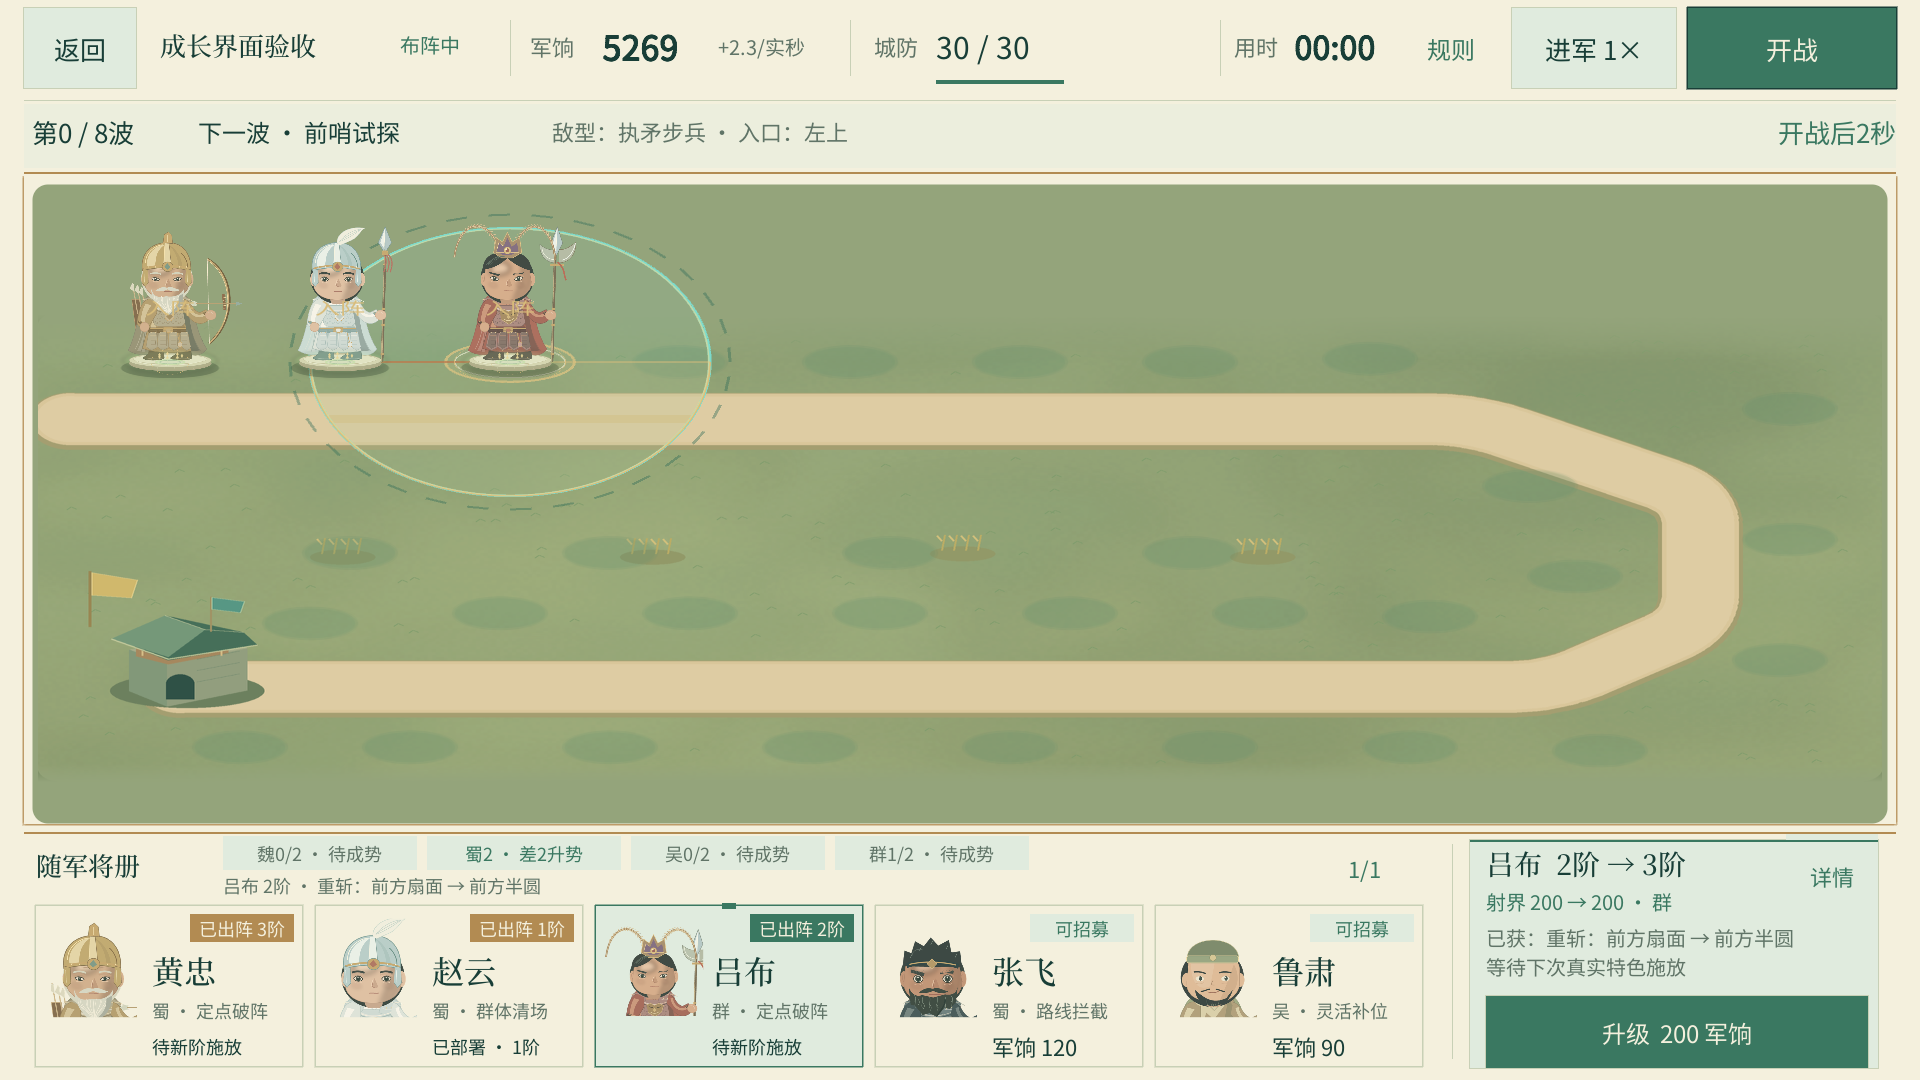 返回
成长界面验收
布阵中
军饷 5269 +2.3/实秒
城防 30 / 30
用时 00:00
规则
进军 1×
开战
第0 / 8波
下一波 · 前哨试探
敌型：执矛步兵 · 入口：左上
开战后2秒
随军将册
魏0/2 · 待成势
蜀2 · 差2升势
吴0/2 · 待成势
群1/2 · 待成势
吕布 2阶 · 重斩：前方扇面 → 前方半圆
1/1
已出阵 3阶
黄忠
蜀 · 定点破阵
待新阶施放
已出阵 1阶
赵云
蜀 · 群体清场
已部署 · 1阶
已出阵 2阶
吕布
群 · 定点破阵
待新阶施放
可招募
张飞
蜀 · 路线拦截
军饷 120
可招募
鲁肃
吴 · 灵活补位
军饷 90
吕布 2阶 → 3阶
详情
射界 200 → 200 · 群
已获：重斩：前方扇面 → 前方半圆
等待下次真实特色施放
升级 200 军饷